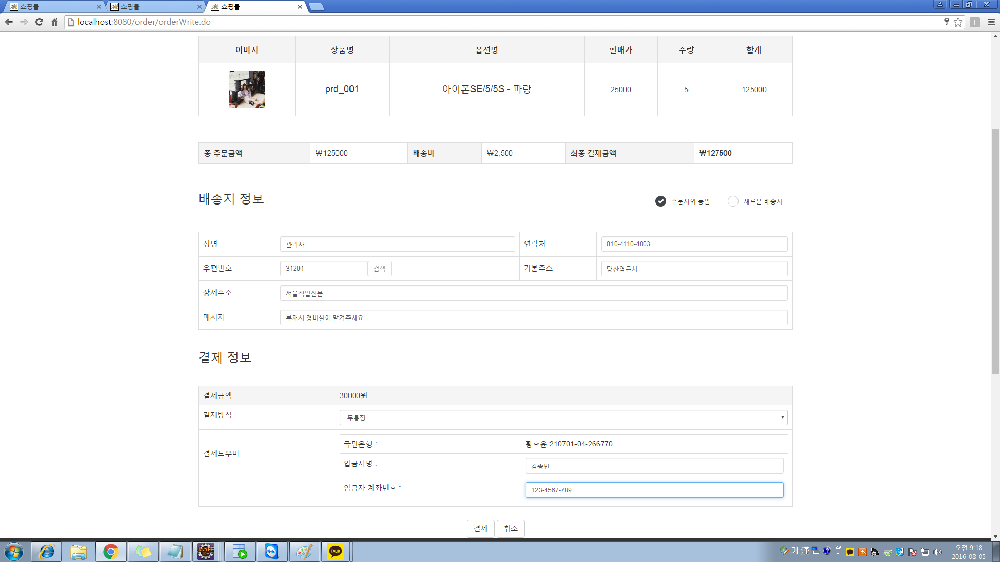 쇼핑몰
쇼핑몰
쇼핑몰
localhost:8080/order/orderWrite.do
T
이미지 상품명 옵션명 판매가 수량 합계
prd_001 아이폰SE/5/5S - 파랑 25000 5 125000
총 주문금액 ₩125000 배송비 ₩2,500 최종 결제금액 ₩127500
배송지 정보
주문자와 동일 새로운 배송지
성명 관리자 연락처 010-4110-4803
우편번호 31201 검색 기본주소 당산역근처
상세주소 서울직업전문
메시지 부재시 경비실에 맡겨주세요
결제 정보
결제금액 30000원
결제방식 무통장
결제도우미
국민은행 : 황호윤 210701-04-266770
입금자명 : 김종민
입금자 계좌번호 : 123-4567-789
결제 취소
Java EE
IDE
TALK
가 漢
오전 9:18
2016-08-05